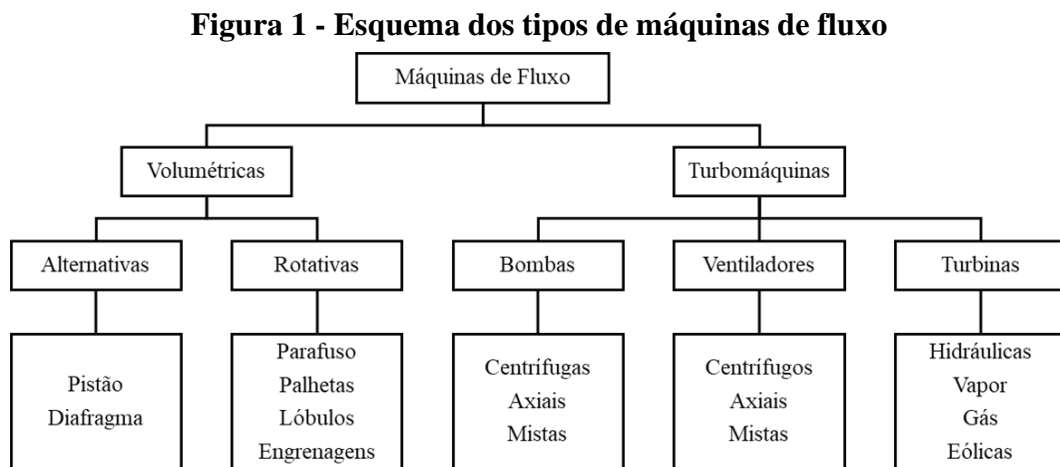 Figura 1 - Esquema dos tipos de máquinas de fluxo
Máquinas de Fluxo
Volumétricas
Turbomáquinas
Alternativas
Rotativas
Bombas
Ventiladores
Turbinas
Pistão
Diafragma
Parafuso
Palhetas
Lóbulos
Engrenagens
Centrífugas
Axiais
Mistas
Centrífugos
Axiais
Mistas
Hidráulicas
Vapor
Gás
Eólicas